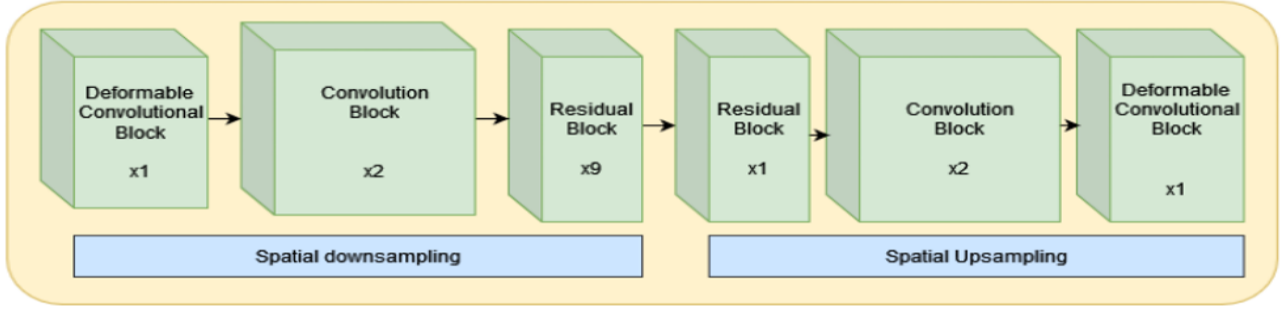 Deformable
Convolutional
Block
x1
Convolution
Block
x2
Residual
Block
x9
Residual
Block
x1
Convolution
Block
x2
Deformable
Convolutional
Block
x1
Spatial downsampling
Spatial Upsampling